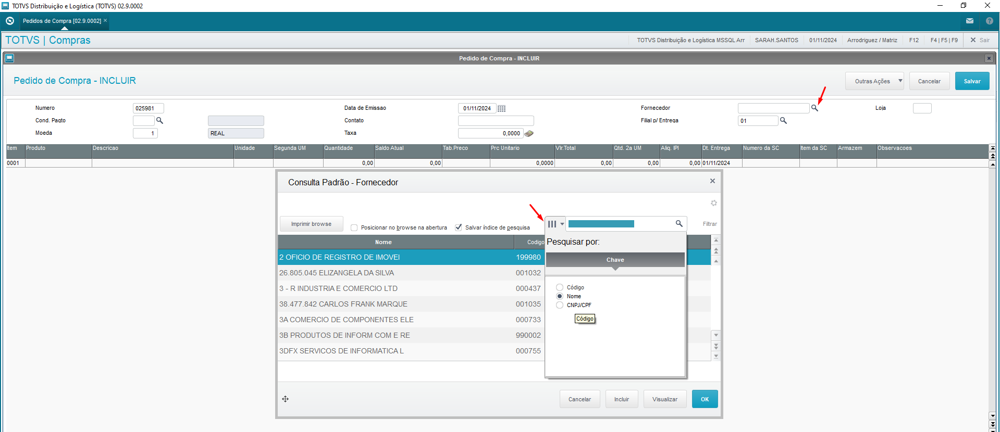 TOTVS Distribuição e Logística (TOTVS) 02.9.0002
Pedidos de Compra [02.9.0002]
TOTVS | Compras
TOTVS Distribuição e Logística MSSQL Arr
SARAH.SANTOS
01/11/2024
Arrodriguez / Matriz
F12
F4 | F5 | F9
Sair
Pedido de Compra - INCLUIR
Pedido de Compra - INCLUIR
Outras Ações
Cancelar
Salvar
Numero
025981
Data de Emissao
01/11/2024
Fornecedor
Loja
Cond. Pagto
Contato
Filial p/ Entrega
01
Moeda
1
REAL
Taxa
0,0000
Item
Produto
Descricao
Unidade
Segunda UM
Quantidade
Saldo Atual
Tab.Preco
Prc Unitario
Vlr.Total
Qtd. 2a UM
Aliq. IPI
Dt. Entrega
Numero da SC
Item da SC
Armazem
Observacoes
0001
0,00
0,00
0,0000
0,00
0,00
0,00
01/11/2024
Consulta Padrão - Fornecedor
Imprimir browse
Posicionar no browse na abertura
Salvar índice de pesquisa
Filtrar
Nome
Codigo
2 OFICIO DE REGISTRO DE IMOVEI
199980
26.805.045 ELIZANGELA DA SILVA
001032
3 - R INDUSTRIA E COMERCIO LTD
000437
38.477.842 CARLOS FRANK MARQUE
001035
3A COMERCIO DE COMPONENTES ELE
000733
3B PRODUTOS DE INFORM COM E RE
990002
3DFX SERVICOS DE INFORMATICA L
000755
Pesquisar por:
Chave
Código
Nome
CNPJ/CPF
Código
Cancelar
Incluir
Visualizar
OK